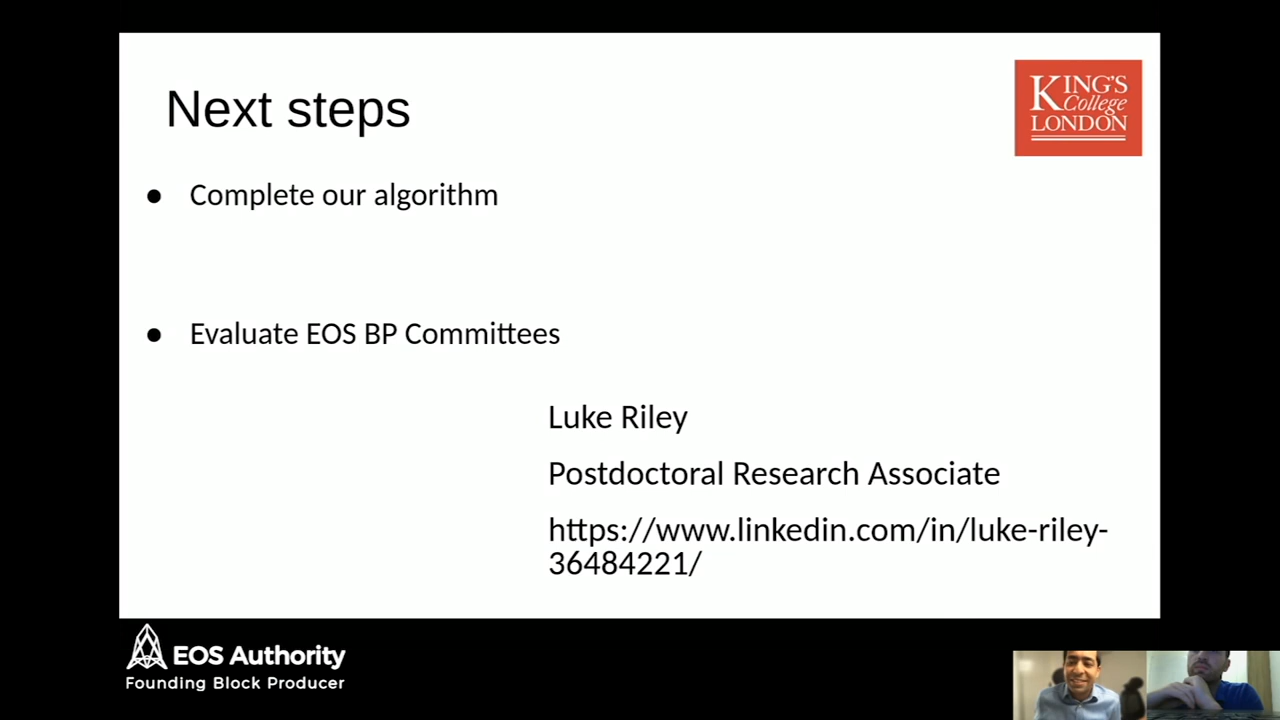 Next steps
KING'S
College
LONDON
● Complete our algorithm
● Evaluate EOS BP Committees
Luke Riley
Postdoctoral Research Associate
https://www.linkedin.com/in/luke-riley-
36484221/
EOS Authority
Founding Block Producer